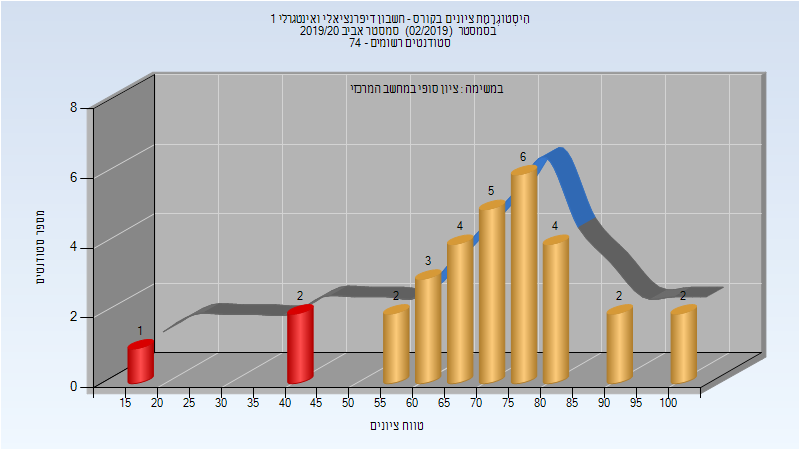 הִיסְטוֹגְרָמַת ציונים בקורס - חשבון דיפרנציאלי ואינטגרלי 1
בסמסטר (02/2019) סמסטר אביב 2019/20
סטודנטים רשומים - 74
במשימה : ציון סופי במחשב המרכזי
מספר סטודנטים
8
6
4
2
0
1
2
2
3
4
5
6
4
2
2
15 20 25 30 35 40 45 50 55 60 65 70 75 80 85 90 95 100
טווח ציונים